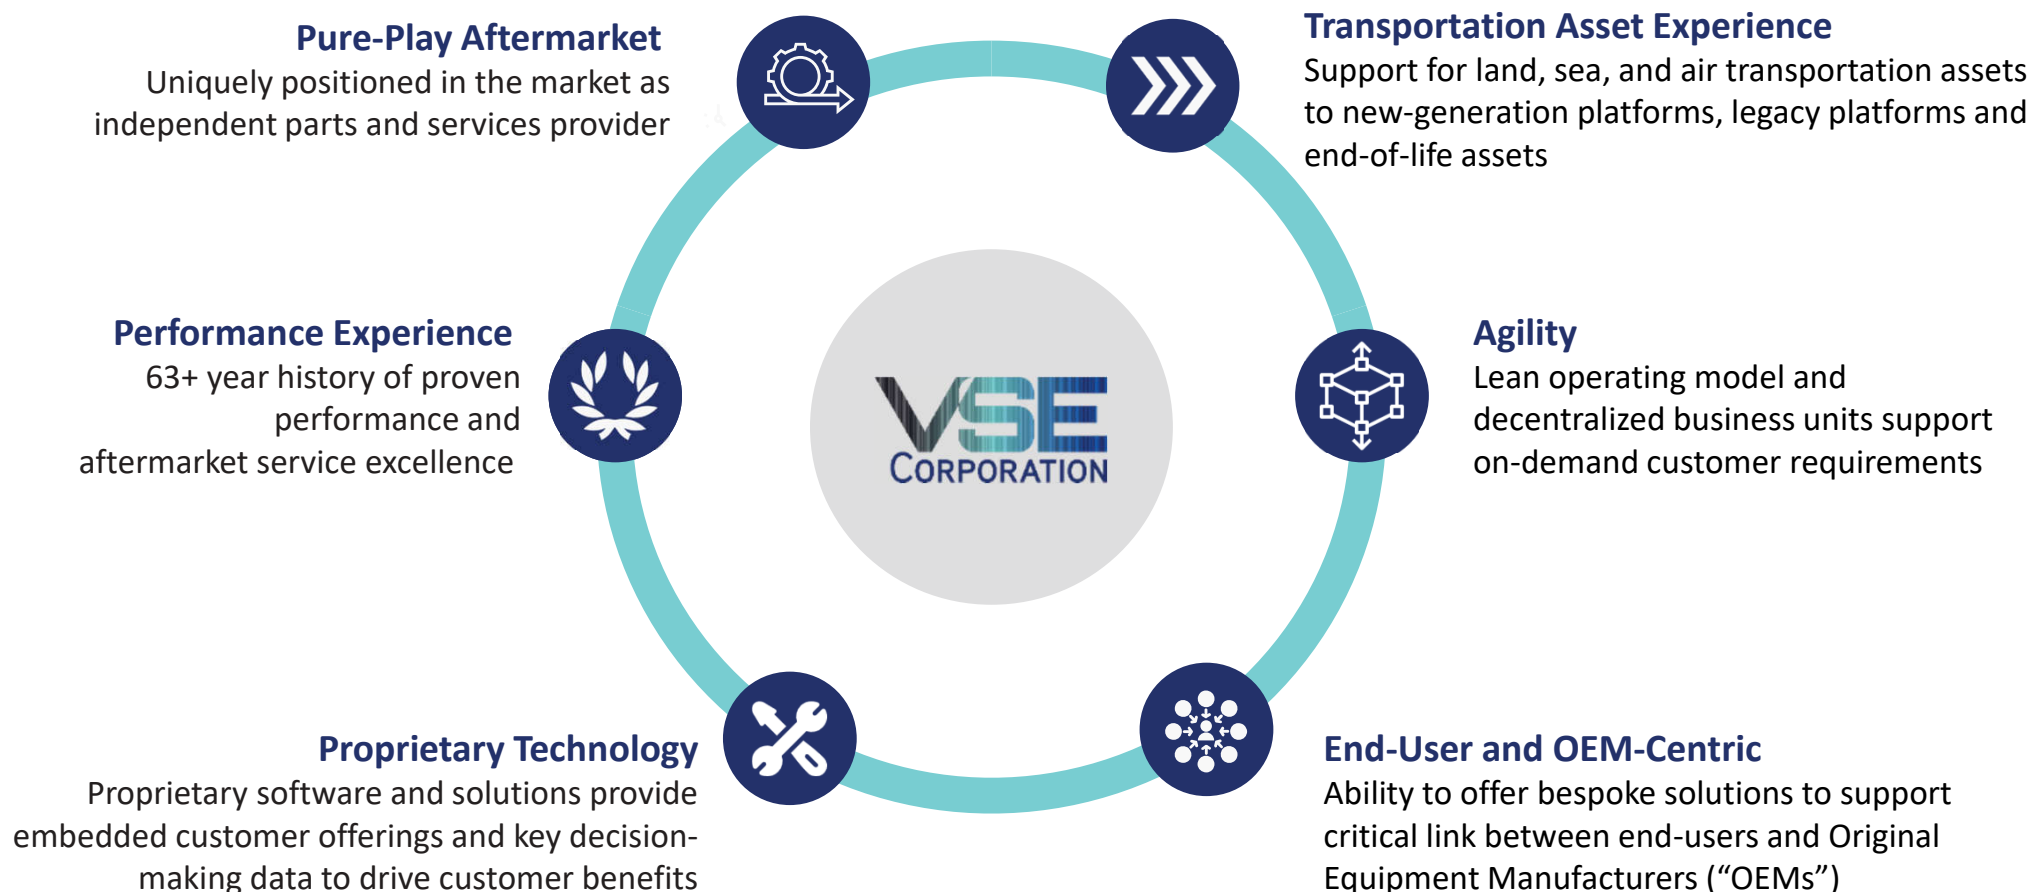 Pure-Play Aftermarket
Uniquely positioned in the market as
independent parts and services provider
Transportation Asset Experience
Support for land, sea, and air transportation assets
to new-generation platforms, legacy platforms and
end-of-life assets
Performance Experience
63+ year history of proven
performance and
aftermarket service excellence
VSE
CORPORATION
Agility
Lean operating model and
decentralized business units support
on-demand customer requirements
Proprietary Technology
Proprietary software and solutions provide
embedded customer offerings and key decision-
making data to drive customer benefits
End-User and OEM-Centric
Ability to offer bespoke solutions to support
critical link between end-users and Original
Equipment Manufacturers (“OEMs”)